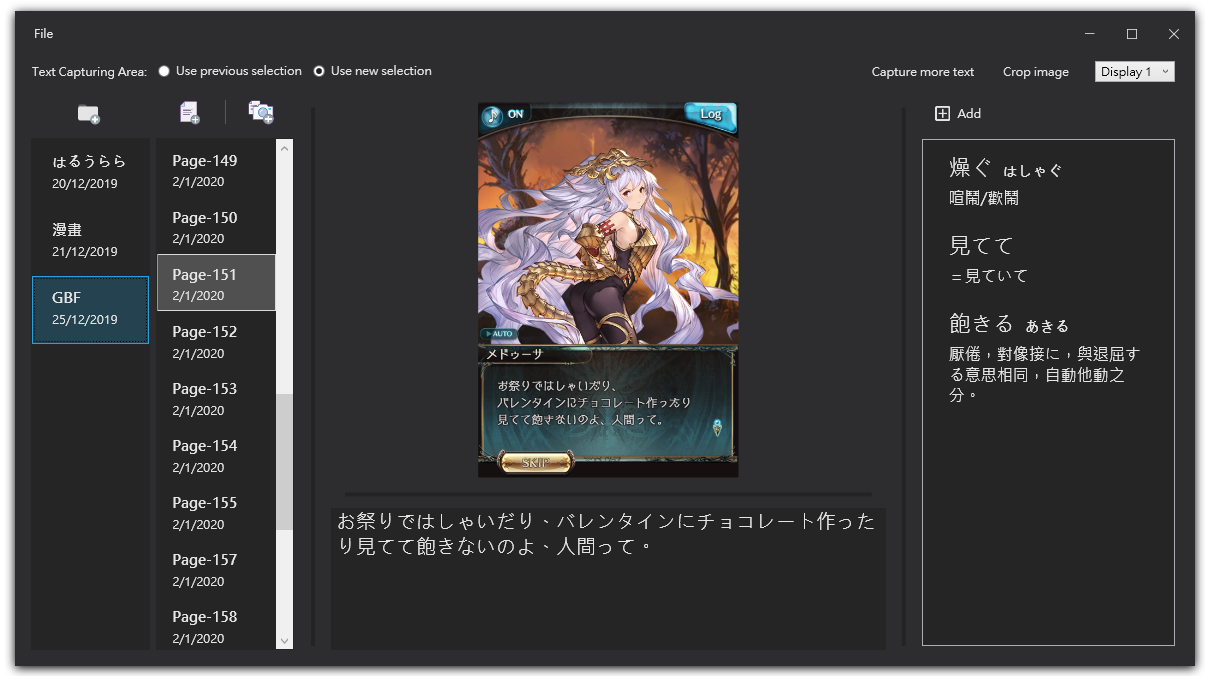 File
Text Capturing Area:
Use previous selection
Use new selection
Capture more text
Crop image
Display 1
はるうらら
20/12/2019
漫畫
21/12/2019
GBF
25/12/2019
Page-149
2/1/2020
Page-150
2/1/2020
Page-151
2/1/2020
Page-152
2/1/2020
Page-153
2/1/2020
Page-154
2/1/2020
Page-155
2/1/2020
Page-157
2/1/2020
Page-158
2/1/2020
ON
Log
AUTO
メドゥーサ
お祭りではしゃいだり、
バレンタインにチョコレート作ったり
見てて飽きないのよ、人間って。
SKIP
お祭りではしゃいだり、バレンタインにチョコレート作った
り見てて飽きないのよ、人間って。
Add
燥ぐ はしゃぐ
喧鬧/歡鬧
見てて
＝見ていて
飽きる あきる
厭倦，對像接に，與退屈す
る意思相同，自動他動之
分。